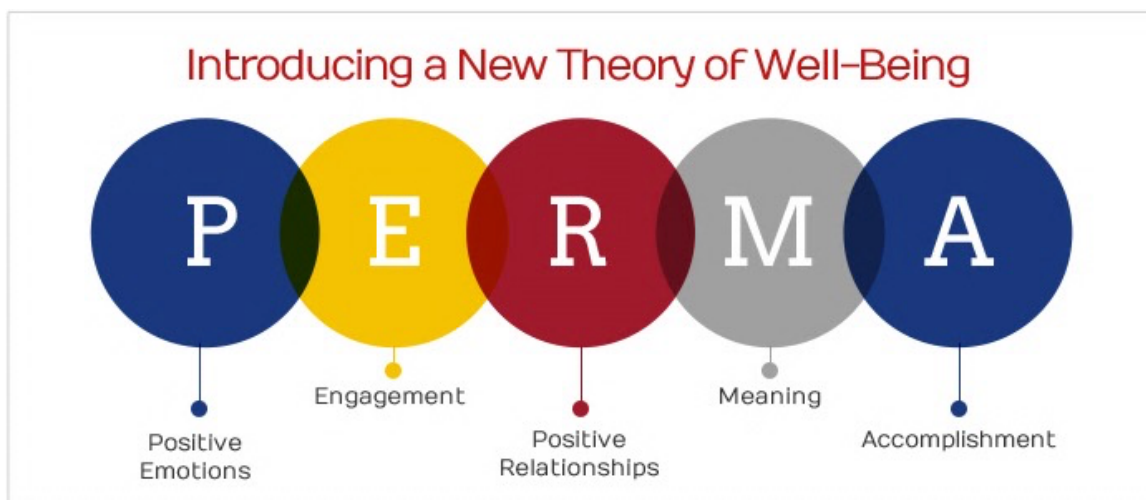 Introducing a New Theory of Well-Being
P E R M A
Engagement
Meaning
Positive
Emotions
Positive
Relationships
Accomplishment